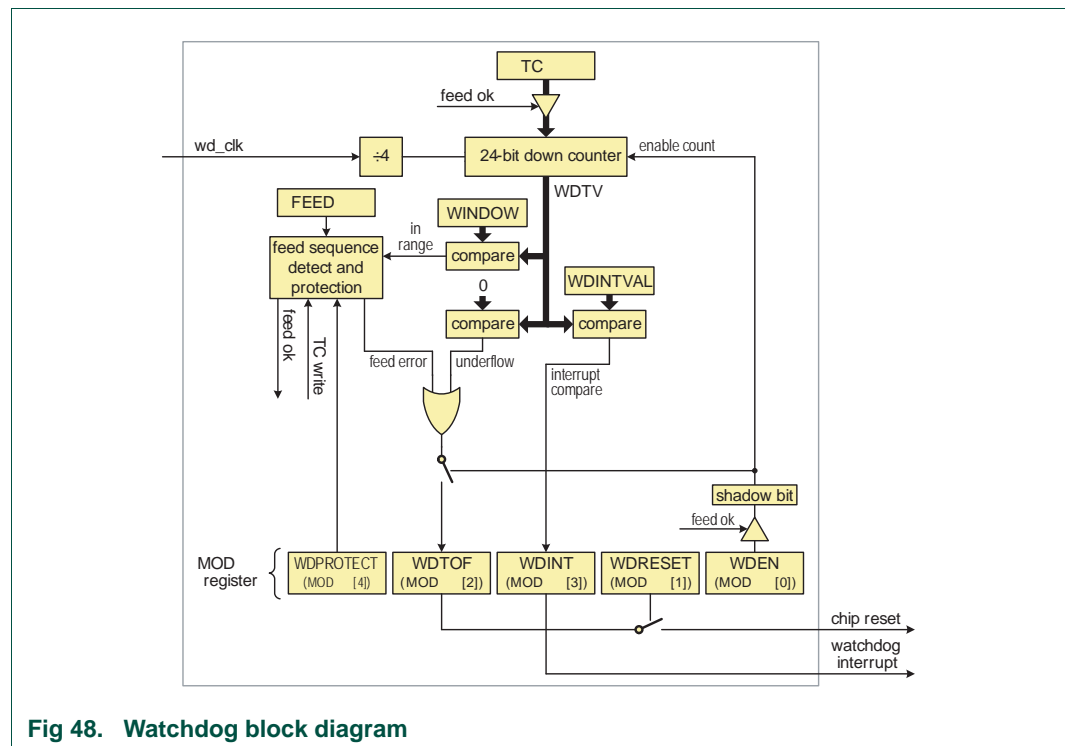 TC
feed ok
wd_clk
÷4
24-bit down counter
enable count
WDTV
FEED
WINDOW
in
range
feed sequence
detect and
protection
compare
WDINTVAL
0
compare
compare
feed ok
TC write
feed error
underflow
interrupt
compare
shadow bit
feed ok
MOD
register
WDPROTECT
(MOD [4])
WDTOF
(MOD [2])
WDINT
(MOD [3])
WDRESET
(MOD [1])
WDEN
(MOD [0])
chip reset
watchdog
interrupt
Fig 48. Watchdog block diagram